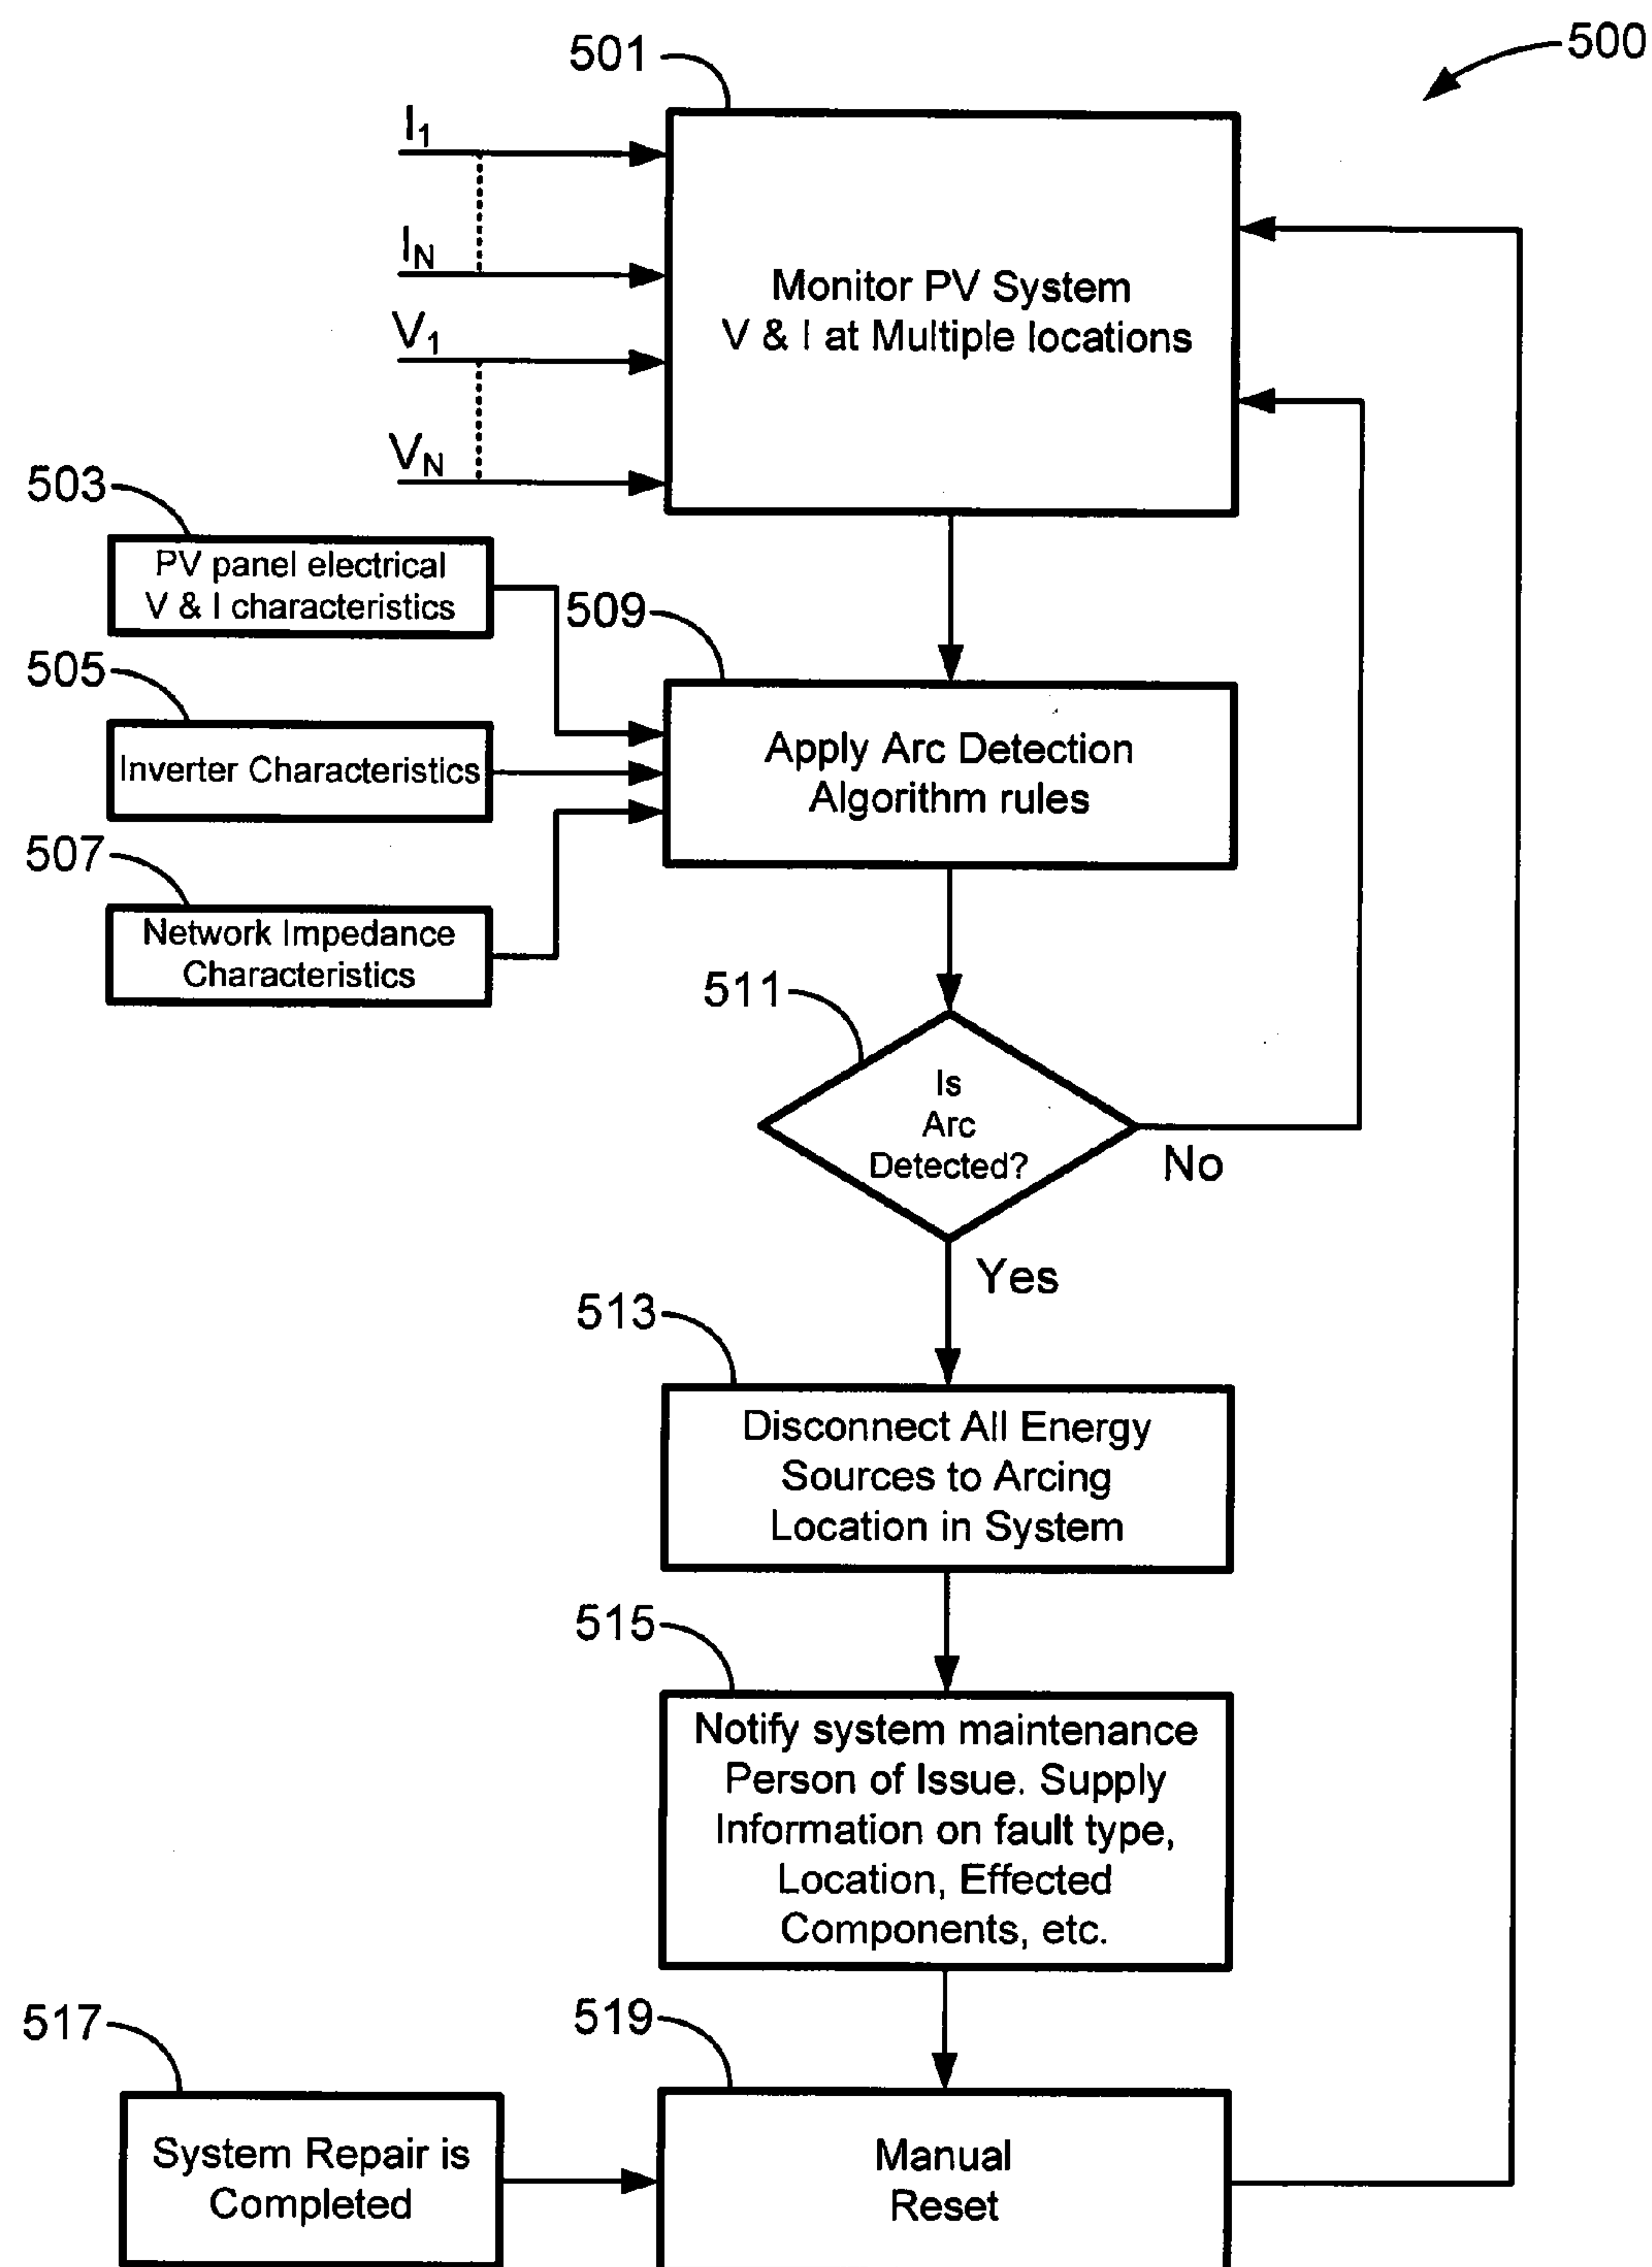 500
501
I1
IN
V1
VN
Monitor PV System
V & I at Multiple locations
503
PV panel electrical
V & I characteristics
505
Inverter Characteristics
507
Network Impedance
Characteristics
509
Apply Arc Detection
Algorithm rules
511
Is
Arc
Detected?
No
Yes
513
Disconnect All Energy
Sources to Arcing
Location in System
515
Notify system maintenance
Person of Issue. Supply
Information on fault type,
Location, Effected
Components, etc.
517
System Repair is
Completed
519
Manual
Reset